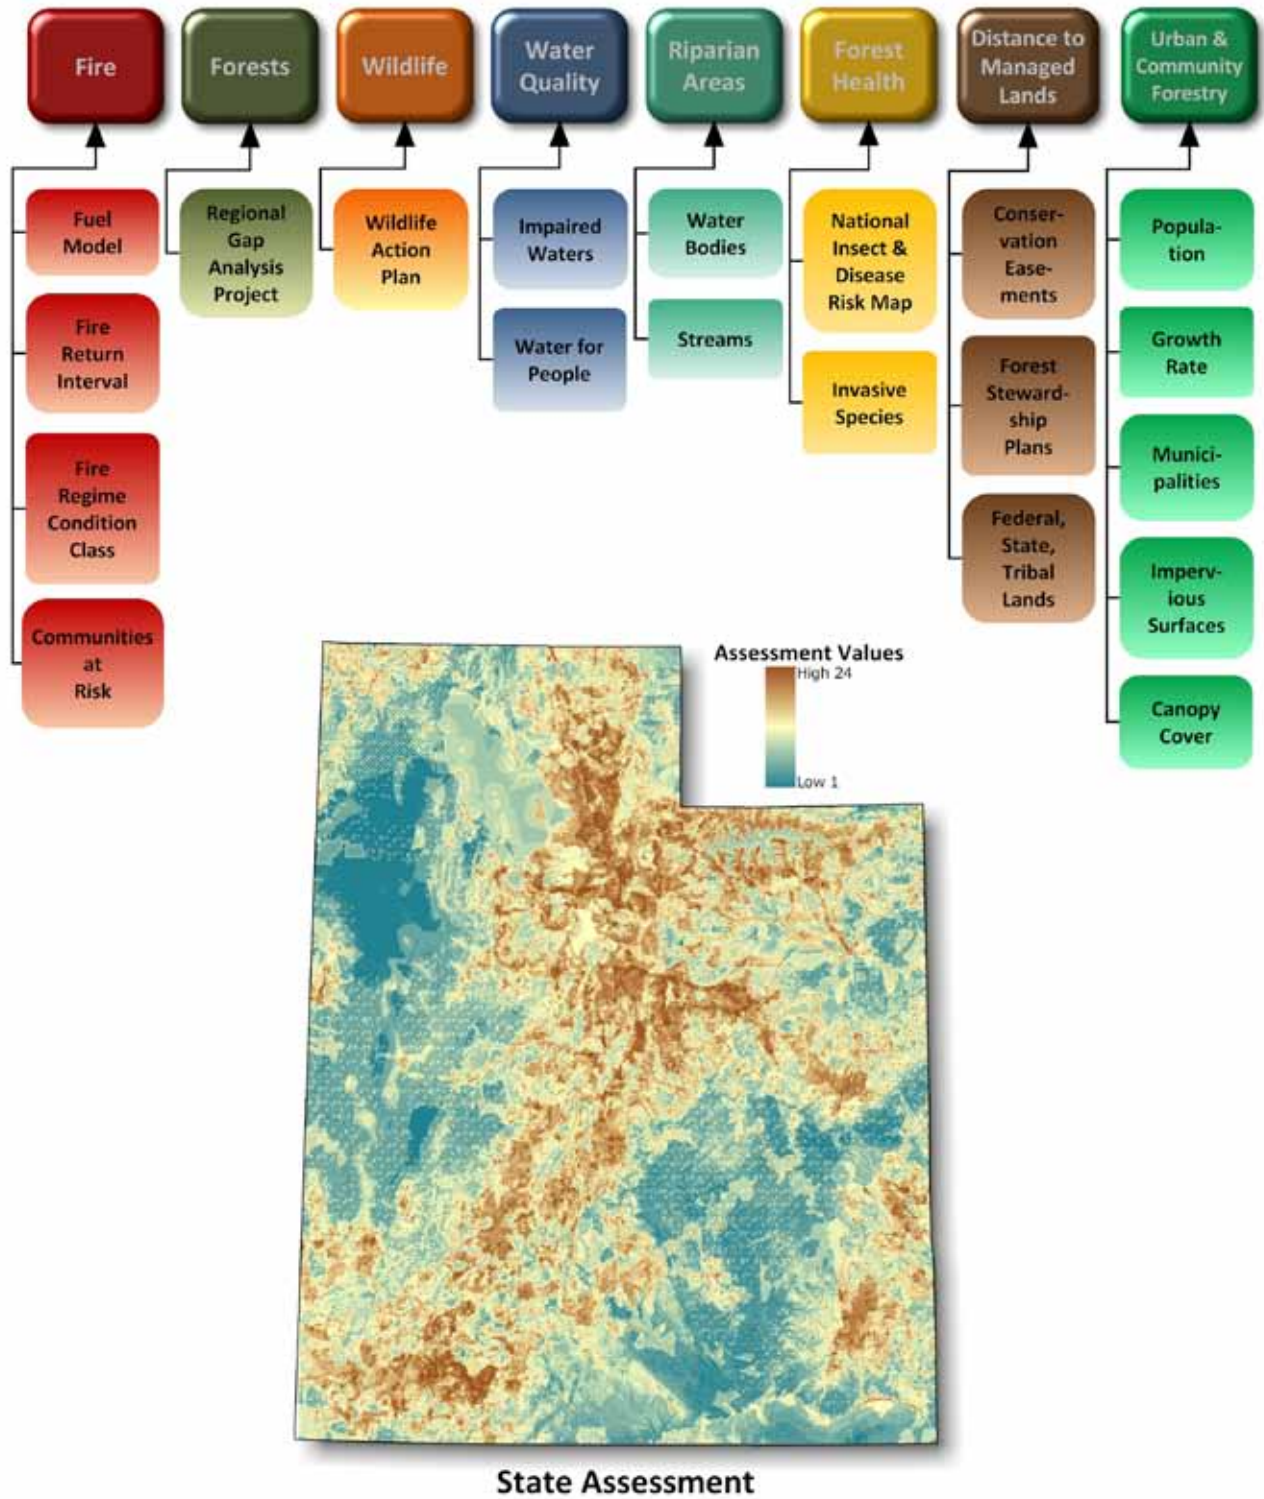 Fire
Forests
Wildlife
Water
Quality
Riparian
Areas
Forest
Health
Distance to
Managed
Lands
Urban &
Community
Forestry
Fuel
Model
Fire
Return
Interval
Fire
Regime
Condition
Class
Communities
at
Risk
Regional
Gap
Analysis
Project
Wildlife
Action
Plan
Impaired
Waters
Water for
People
Water
Bodies
Streams
National
Insect &
Disease
Risk Map
Invasive
Species
Conser-
vation
Ease-
ments
Forest
Steward-
ship
Plans
Federal,
State,
Tribal
Lands
Popula-
tion
Growth
Rate
Munici-
palities
Imperv-
ious
Surfaces
Canopy
Cover
Assessment Values
High 24
Low 1
State Assessment